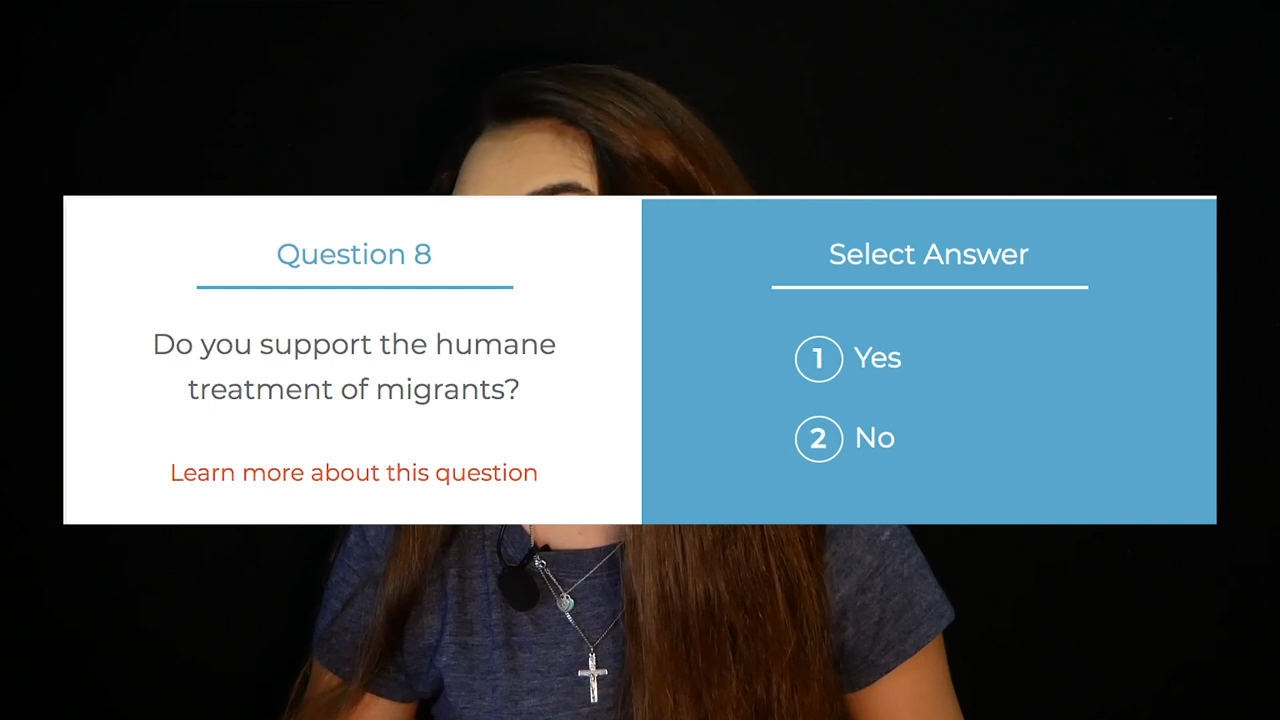 Question 8
Do you support the humane
treatment of migrants?
Learn more about this question
Select Answer
1 Yes
2 No